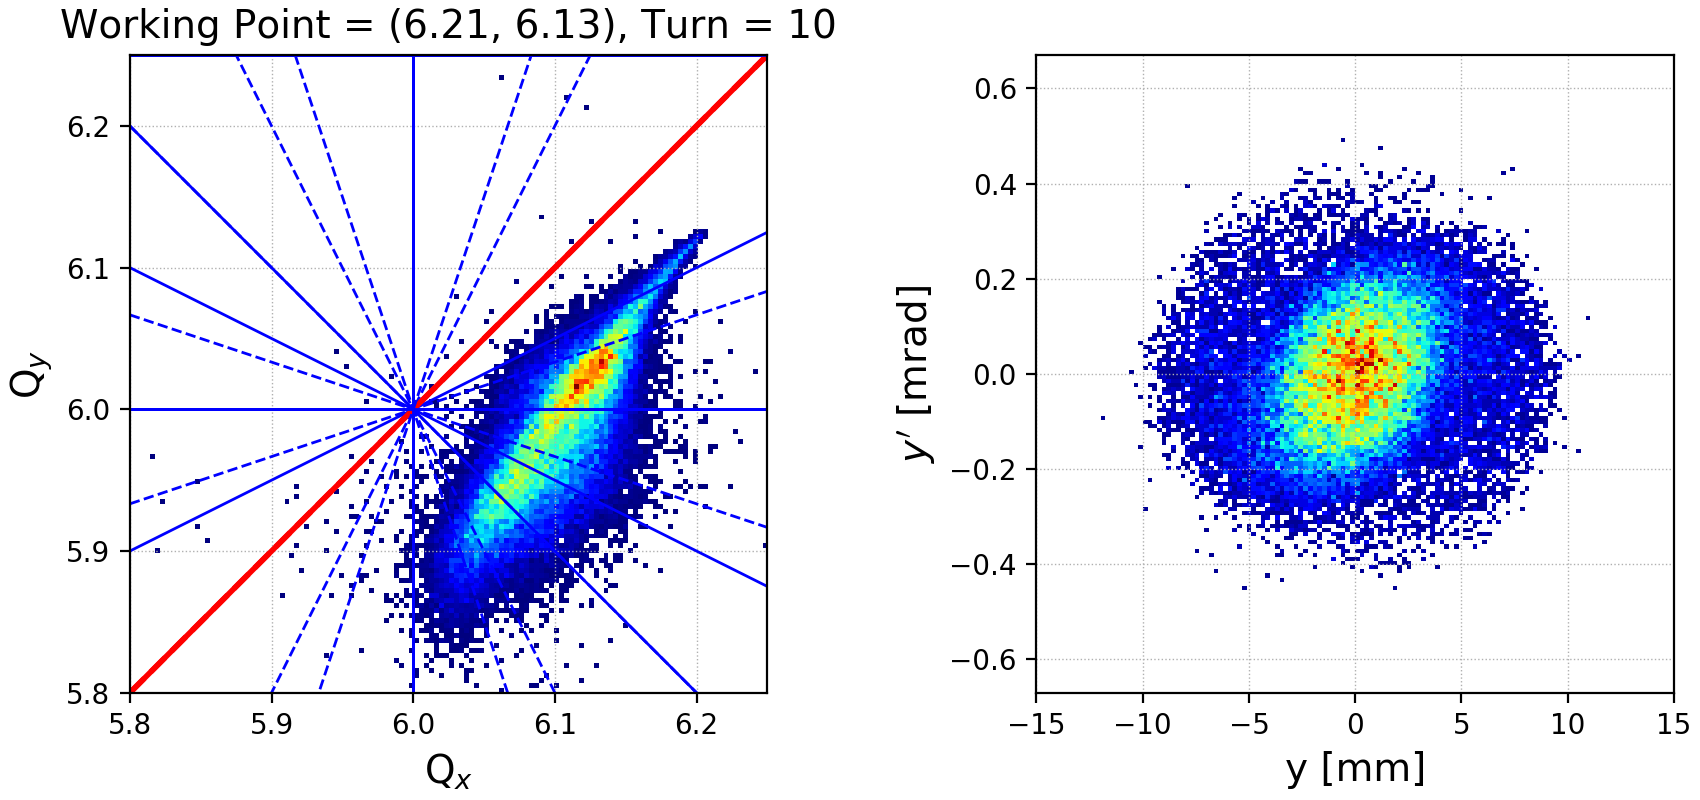 Working Point = (6.21, 6.13), Turn = 10
6.2
6.1
6.0
5.9
5.8
5.8 5.9 6.0 6.1 6.2
Qx
Qy
0.6
0.4
0.2
0.0
−0.2
−0.4
−0.6
−15 −10 −5 0 5 10 15
y [mm]
y′ [mrad]